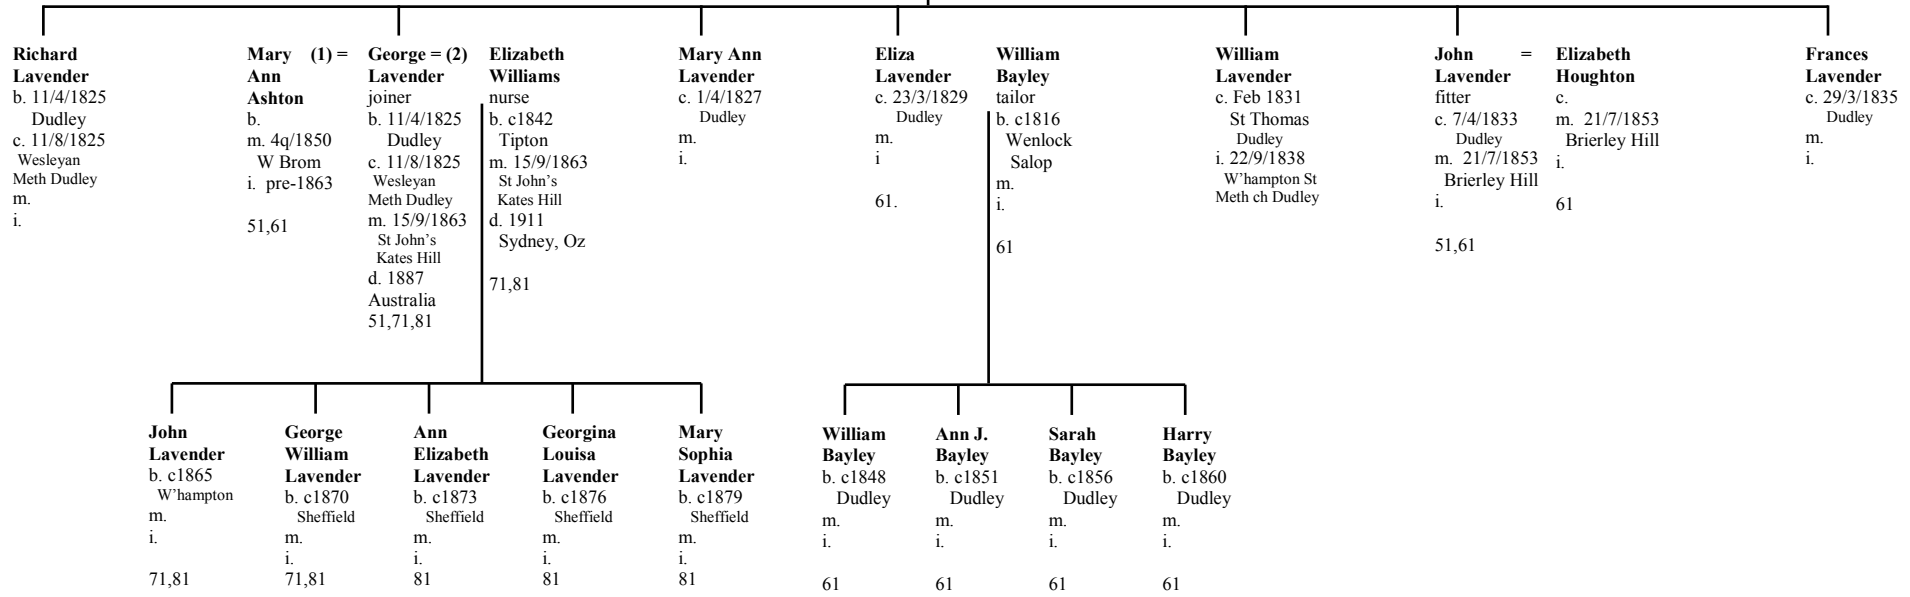 Richard
Lavender
b. 11/4/1825
Dudley
c. 11/8/1825
Wesleyan
Meth Dudley
m.
i.
Mary (1) =
Ann
Ashton
b.
m. 4q/1850
W Brom
i. pre-1863
51,61
George = (2)
Lavender
joiner
b. 11/4/1825
Dudley
c. 11/8/1825
Wesleyan
Meth Dudley
m. 15/9/1863
St John's
Kates Hill
d. 1887
Australia
51,71,81
Elizabeth
Williams
nurse
b. c1842
Tipton
m. 15/9/1863
St John's
Kates Hill
d. 1911
Sydney, Oz
71,81
Mary Ann
Lavender
c. 1/4/1827
Dudley
m.
i.
Eliza
Lavender
c. 23/3/1829
Dudley
m.
i
61.
William
Bayley
tailor
b. c1816
Wenlock
Salop
m.
i.
61
William
Lavender
c. Feb 1831
St Thomas
Dudley
i. 22/9/1838
W'hampton St
Meth ch Dudley
John =
Lavender
fitter
c. 7/4/1833
Dudley
m. 21/7/1853
Brierley Hill
i.
51,61
Elizabeth
Houghton
c.
m. 21/7/1853
Brierley Hill
i.
61
Frances
Lavender
c. 29/3/1835
Dudley
m.
i.
John
Lavender
b. c1865
W'hampton
m.
i.
71,81
George
William
Lavender
b. c1870
Sheffield
m.
i.
71,81
Ann
Elizabeth
Lavender
b. c1873
Sheffield
m.
i.
81
Georgina
Louisa
Lavender
b. c1876
Sheffield
m.
i.
81
Mary
Sophia
Lavender
b. c1879
Sheffield
m.
i.
81
William
Bayley
b. c1848
Dudley
m.
i.
61
Ann J.
Bayley
b. c1851
Dudley
m.
i.
61
Sarah
Bayley
b. c1856
Dudley
m.
i.
61
Harry
Bayley
b. c1860
Dudley
m.
i.
61